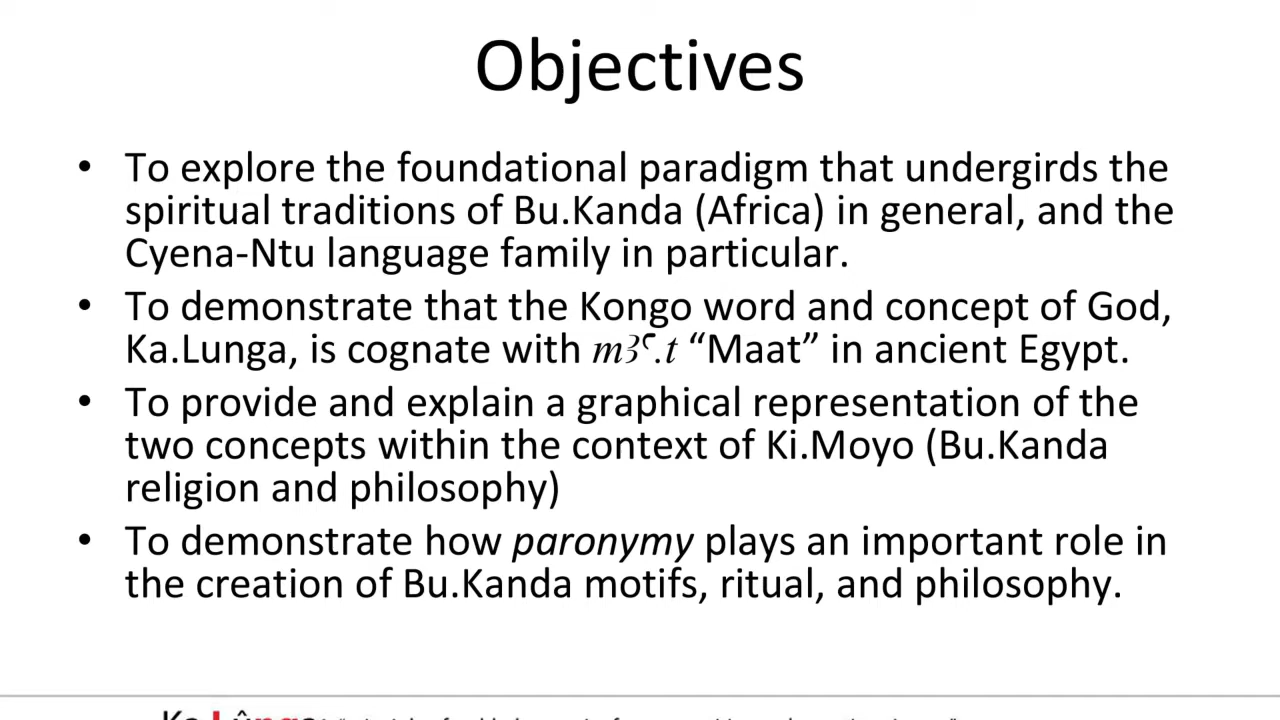 Objectives
• To explore the foundational paradigm that undergirds the
spiritual traditions of Bu.Kanda (Africa) in general, and the
Cyena-Ntu language family in particular.
• To demonstrate that the Kongo word and concept of God,
Ka.Lunga, is cognate with mȝꜥ.t “Maat” in ancient Egypt.
• To provide and explain a graphical representation of the
two concepts within the context of Ki.Moyo (Bu.Kanda
religion and philosophy)
• To demonstrate how paronymy plays an important role in
the creation of Bu.Kanda motifs, ritual, and philosophy.